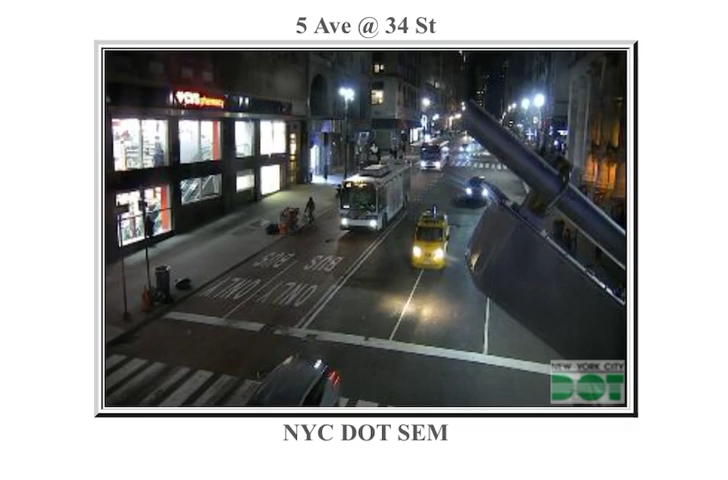 5 Ave @ 34 St
CVS pharmacy
BUS BUS
ONLY ONLY
NEW YORK CITY
DOT
NYC DOT SEM